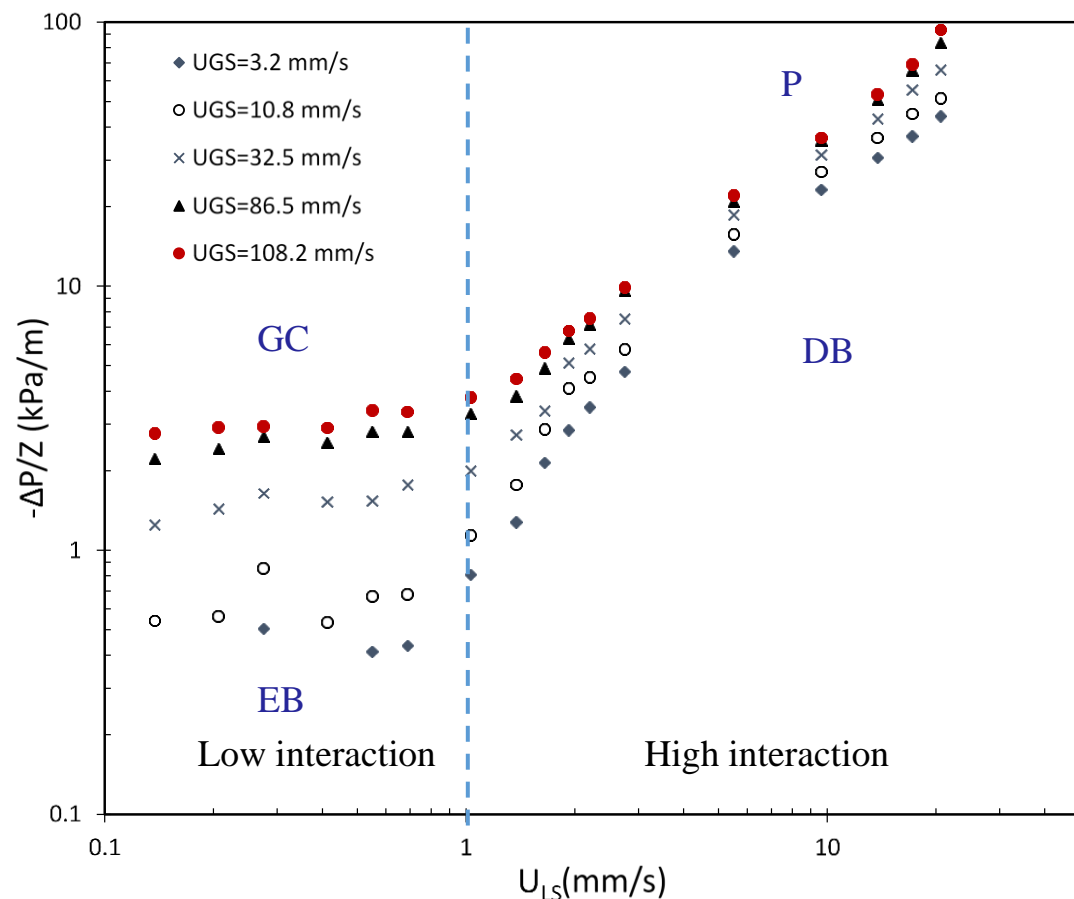 100
10
1
0.1
-ΔP/Z (kPa/m)
UGS=3.2 mm/s
UGS=10.8 mm/s
UGS=32.5 mm/s
UGS=86.5 mm/s
UGS=108.2 mm/s
P
GC
DB
EB
Low interaction
High interaction
0.1
1
10
U_LS(mm/s)